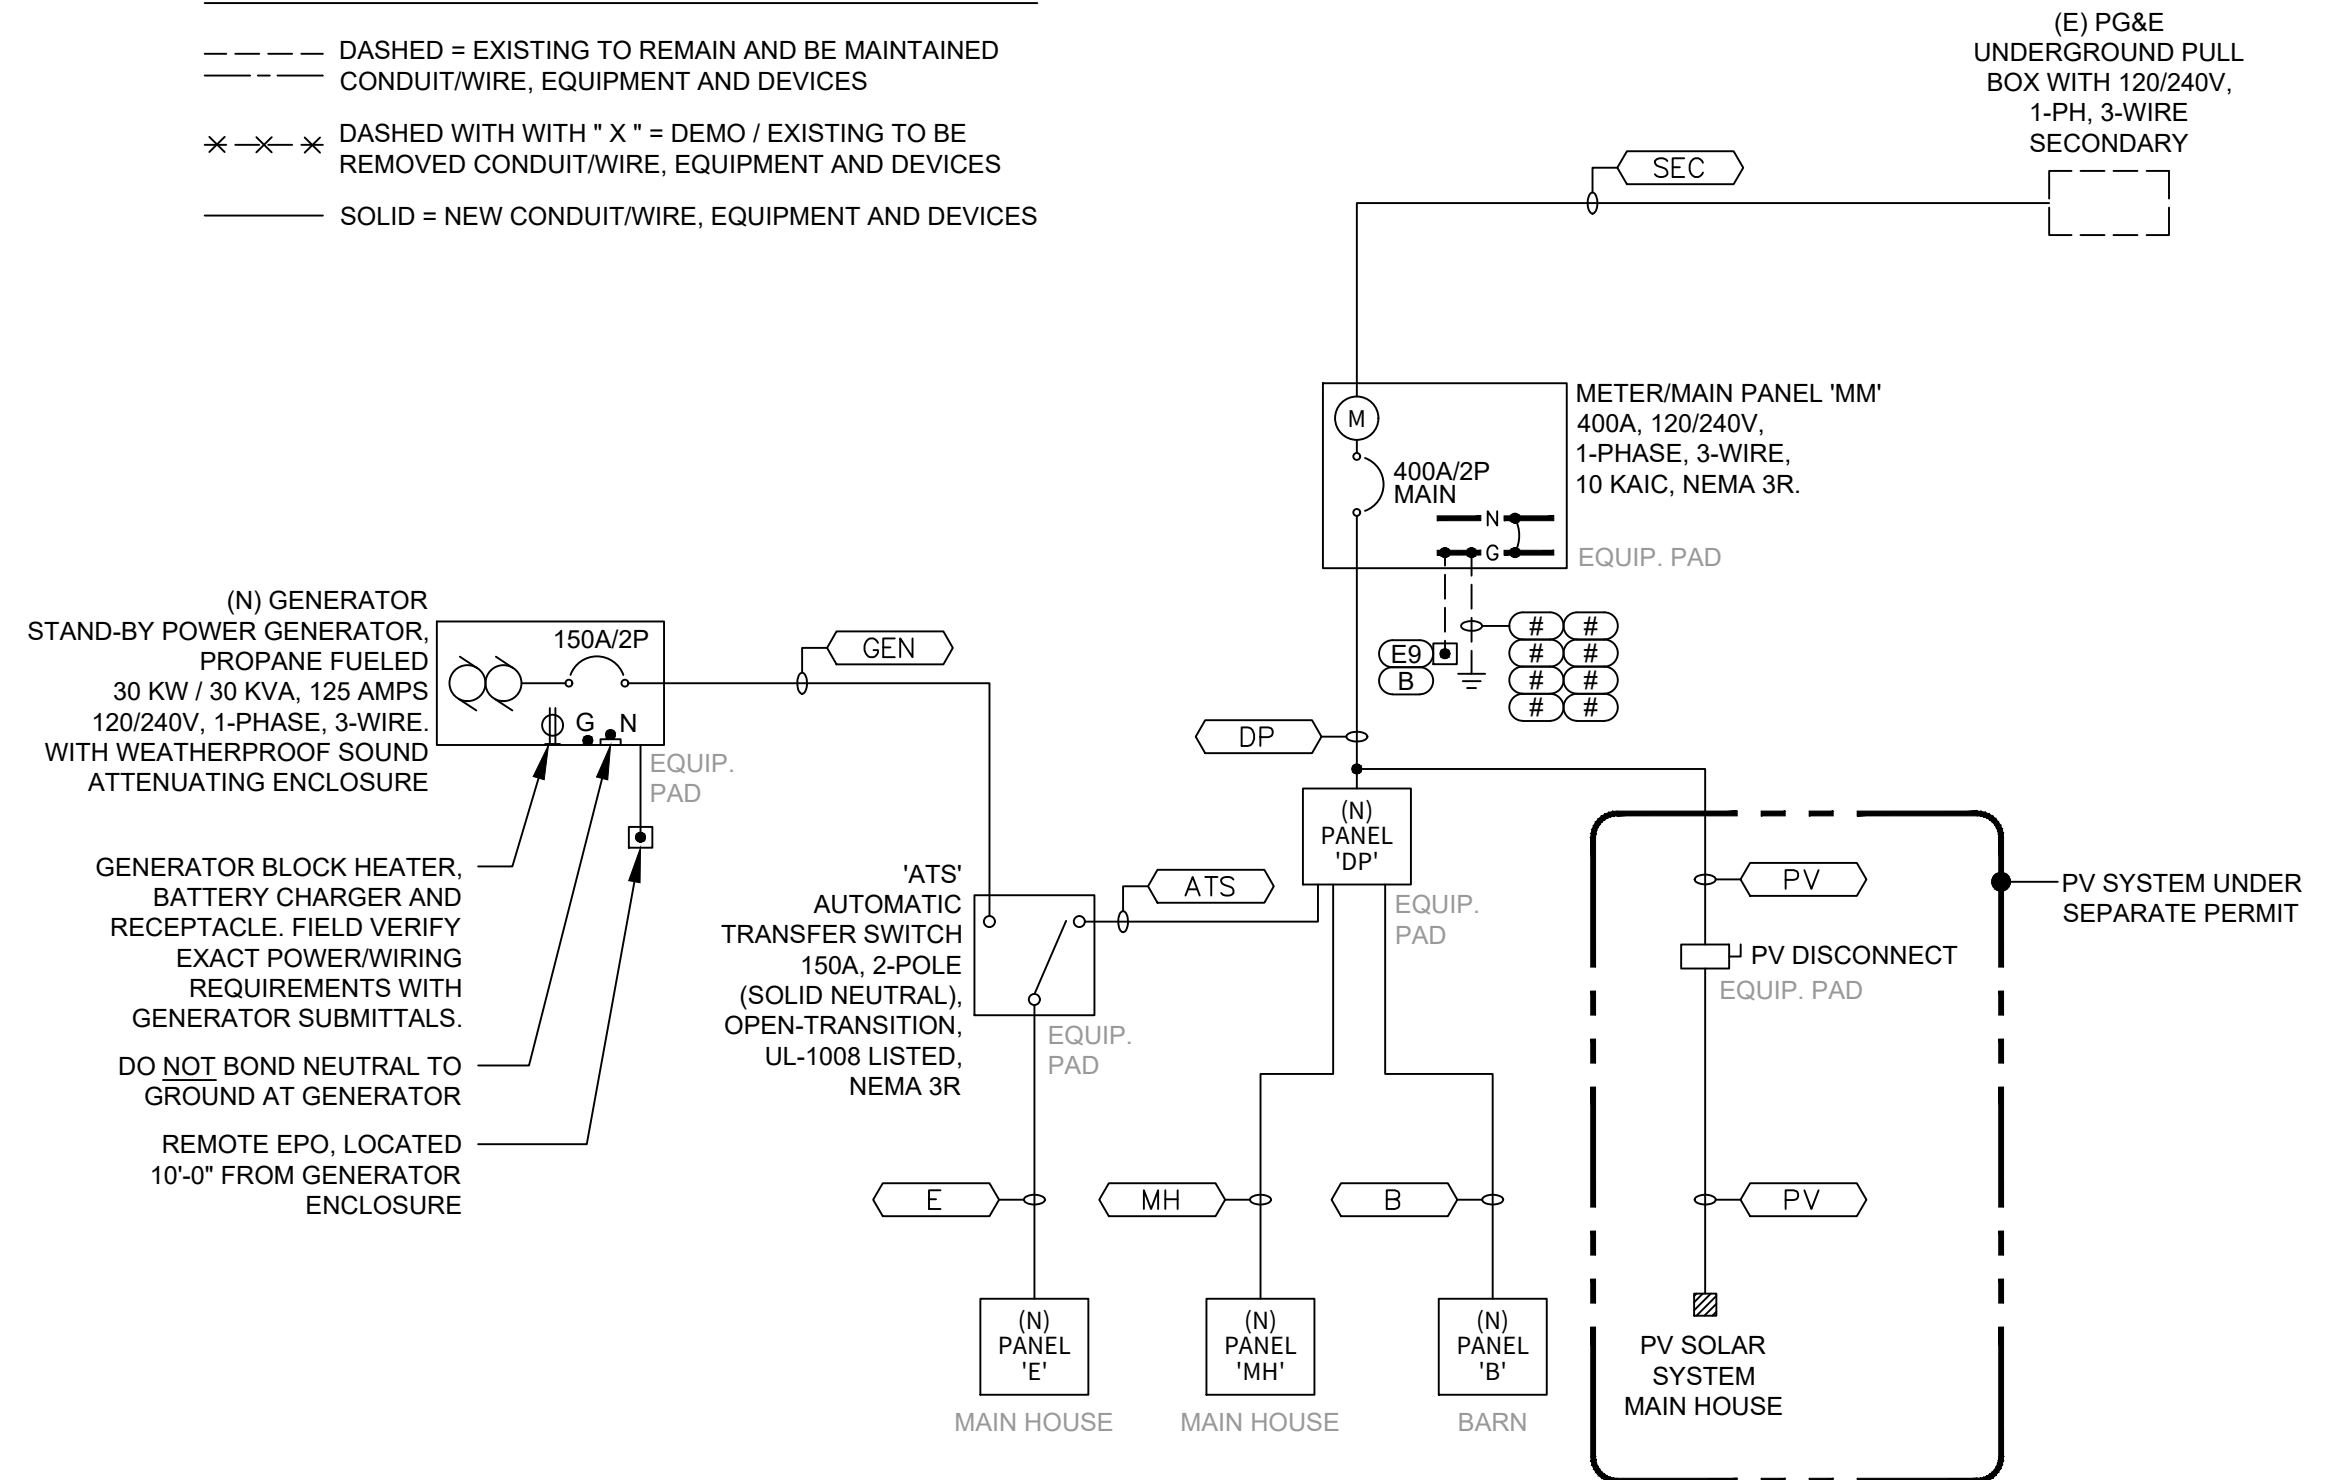 DASHED = EXISTING TO REMAIN AND BE MAINTAINED
CONDUIT/WIRE, EQUIPMENT AND DEVICES
DASHED WITH WITH " X " = DEMO / EXISTING TO BE
REMOVED CONDUIT/WIRE, EQUIPMENT AND DEVICES
SOLID = NEW CONDUIT/WIRE, EQUIPMENT AND DEVICES
(E) PG&E
UNDERGROUND PULL
BOX WITH 120/240V,
1-PH, 3-WIRE
SECONDARY
SEC
METER/MAIN PANEL 'MM'
400A, 120/240V,
1-PHASE, 3-WIRE,
10 KAIC, NEMA 3R.
M
400A/2P
MAIN
N
G
EQUIP. PAD
E9
B
# #
# #
# #
# #
(N) GENERATOR
STAND-BY POWER GENERATOR,
PROPANE FUELED
30 KW / 30 KVA, 125 AMPS
120/240V, 1-PHASE, 3-WIRE.
WITH WEATHERPROOF SOUND
ATTENUATING ENCLOSURE
150A/2P
G N
EQUIP.
PAD
GEN
GENERATOR BLOCK HEATER,
BATTERY CHARGER AND
RECEPTACLE. FIELD VERIFY
EXACT POWER/WIRING
REQUIREMENTS WITH
GENERATOR SUBMITTALS.
DO NOT BOND NEUTRAL TO
GROUND AT GENERATOR
REMOTE EPO, LOCATED
10'-0" FROM GENERATOR
ENCLOSURE
DP
(N)
PANEL
'DP'
EQUIP.
PAD
'ATS'
AUTOMATIC
TRANSFER SWITCH
150A, 2-POLE
(SOLID NEUTRAL),
OPEN-TRANSITION,
UL-1008 LISTED,
NEMA 3R
ATS
EQUIP.
PAD
PV
PV SYSTEM UNDER
SEPARATE PERMIT
PV DISCONNECT
EQUIP. PAD
E
MH
B
PV
(N)
PANEL
'E'
MAIN HOUSE
(N)
PANEL
'MH'
MAIN HOUSE
(N)
PANEL
'B'
BARN
PV SOLAR
SYSTEM
MAIN HOUSE